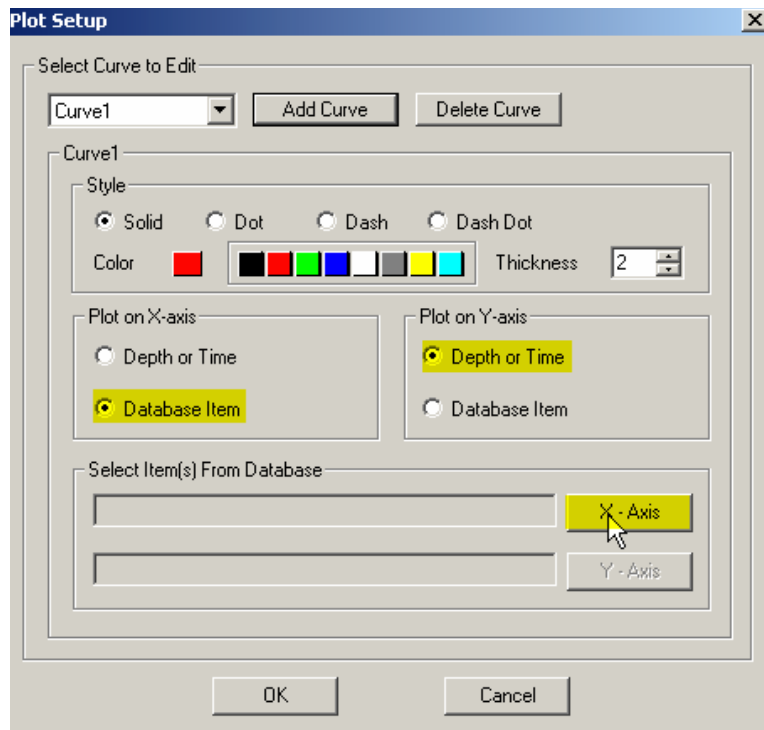 Plot Setup
Select Curve to Edit
Curve1 Add Curve Delete Curve
Curve1
Style
Solid Dot Dash Dash Dot
Color Thickness 2
Plot on X-axis Plot on Y-axis
Depth or Time Depth or Time
Database Item Database Item
Select Item(s) From Database
X - Axis
Y - Axis
OK Cancel